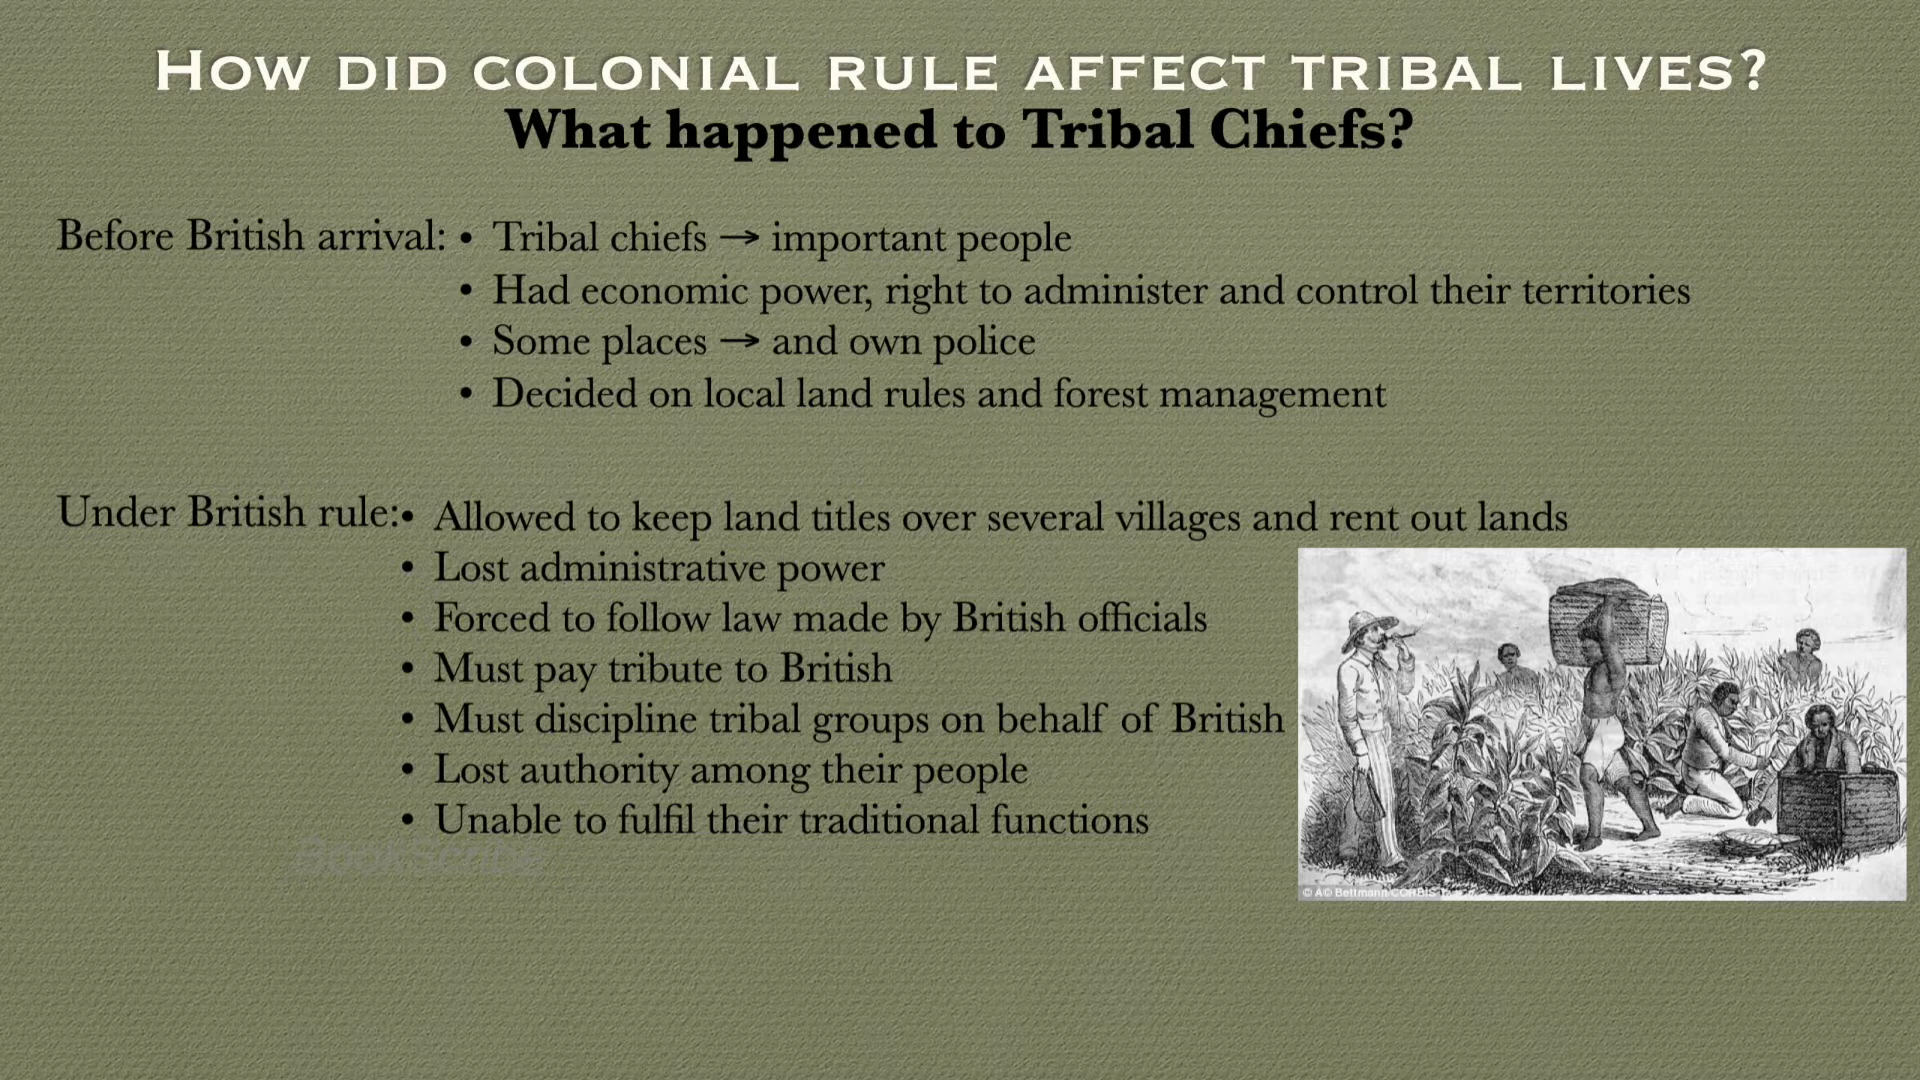 HOW DID COLONIAL RULE AFFECT TRIBAL LIVES?
What happened to Tribal Chiefs?
Before British arrival: • Tribal chiefs → important people
• Had economic power, right to administer and control their territories
• Some places → and own police
• Decided on local land rules and forest management
Under British rule: • Allowed to keep land titles over several villages and rent out lands
• Lost administrative power
• Forced to follow law made by British officials
• Must pay tribute to British
• Must discipline tribal groups on behalf of British
• Lost authority among their people
• Unable to fulfil their traditional functions
© A© Bettmann/CORBIS